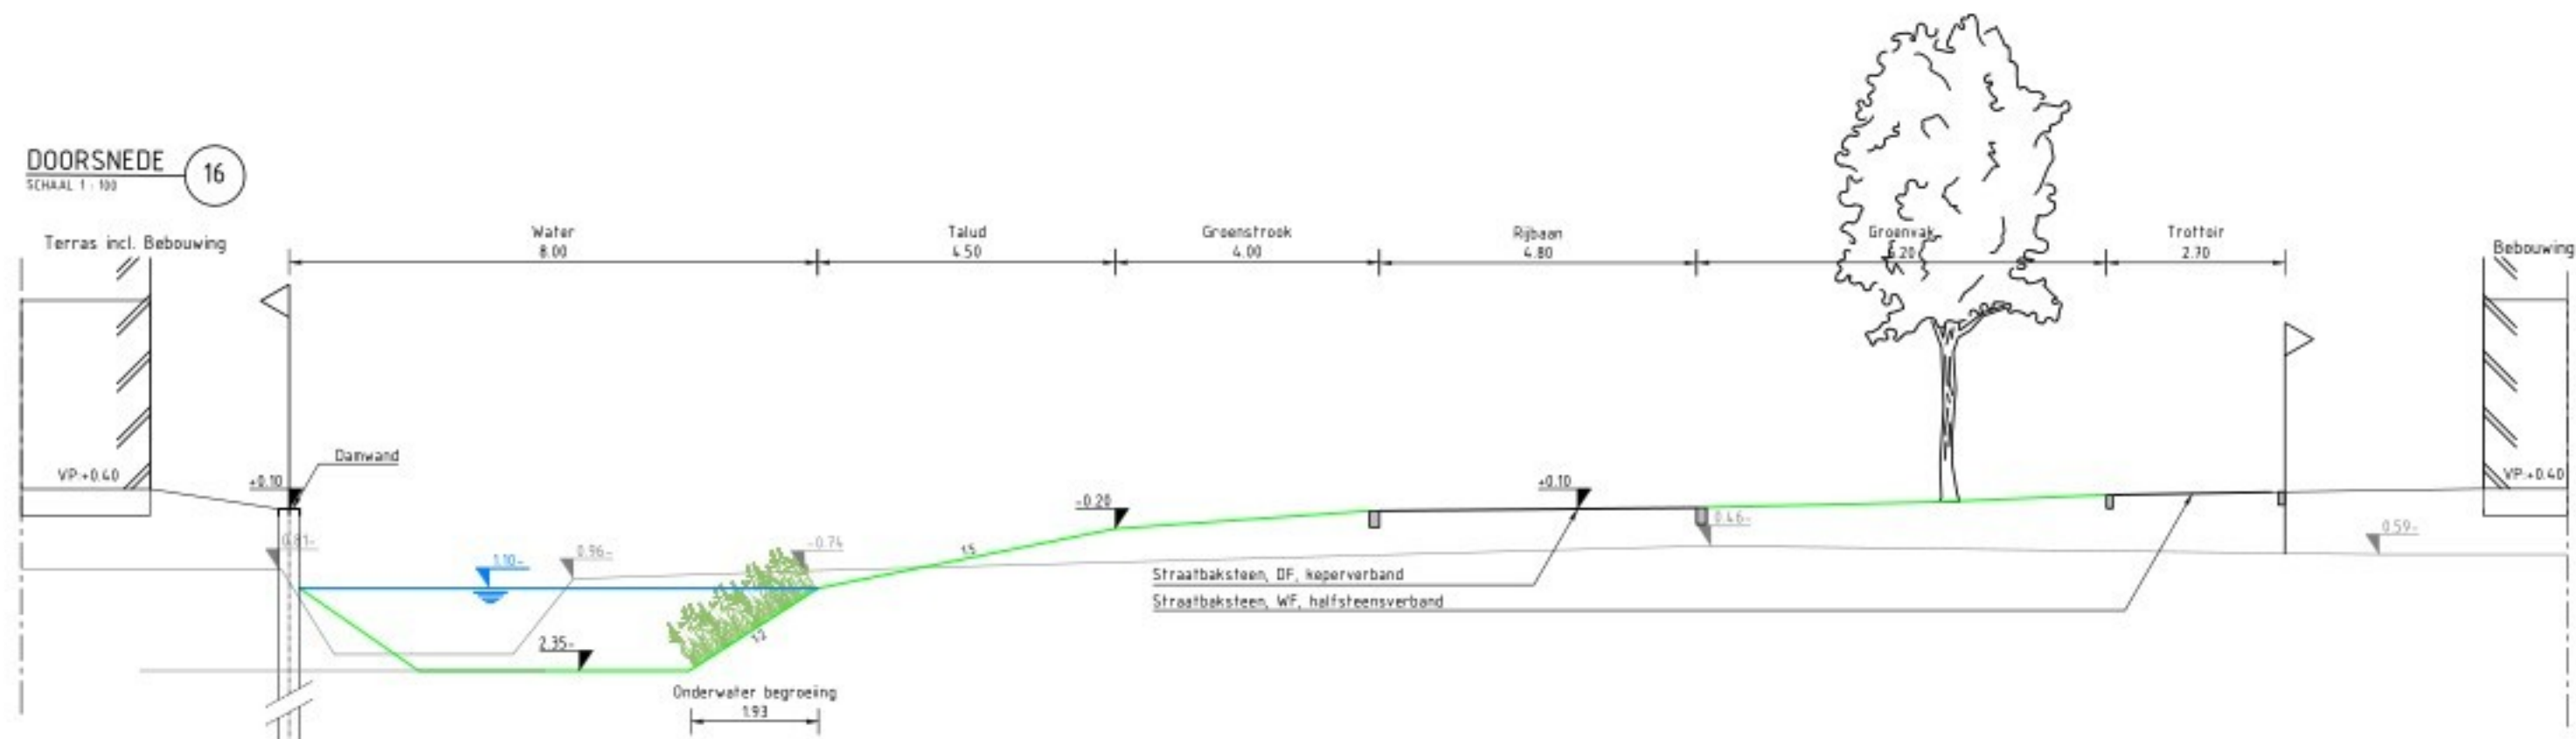 DOORSNEDE
16
SCHAAL 1 : 100
Terras incl. Bebouwing
Water
8.00
Talud
4.50
Groenstrook
4.00
Rijbaan
4.80
Groenvak
6.20
Trottoir
2.70
Bebouwing
Damwand
VP:+0.40
+0.10
-0.20
+0.10
VP:+0.40
0.81-
1.10-
0.96-
-0.74
1:5
0.46-
0.59-
Straatbaksteen, DF, keperverband
Straatbaksteen, WF, halfsteensverband
2.35-
1:2
Onderwater begroeiing
1.93